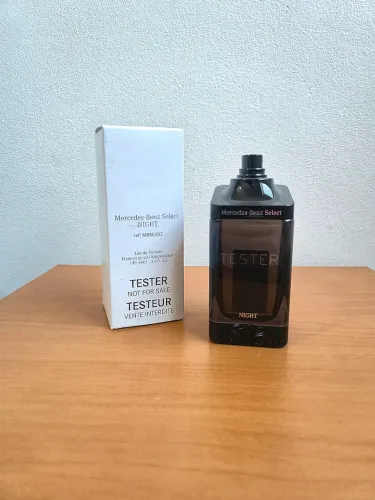 Mercedes-Benz Select
NIGHT
Eau de Parfum
TESTER
NOT FOR SALE
TESTEUR
VENTE INTERDITE
Mercedes-Benz Select
TESTER
NIGHT